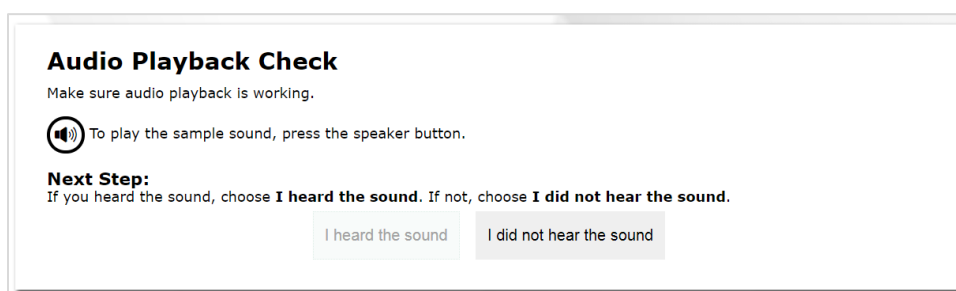 Audio Playback Check
Make sure audio playback is working.
To play the sample sound, press the speaker button.
Next Step:
If you heard the sound, choose I heard the sound. If not, choose I did not hear the sound.
I heard the sound I did not hear the sound